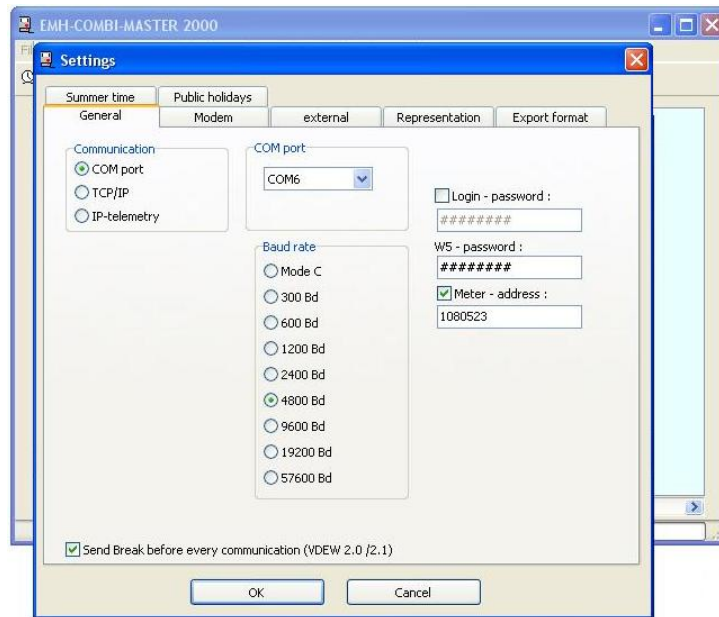 EMH-COMBI-MASTER 2000
Settings
Summer time
Public holidays
General
Modem
external
Representation
Export format
Communication
COM port
TCP/IP
IP-telemetry
COM port
COM6
Baud rate
Mode C
300 Bd
600 Bd
1200 Bd
2400 Bd
4800 Bd
9600 Bd
19200 Bd
57600 Bd
Login - password :
########
W5 - password :
########
Meter - address :
1080523
Send Break before every communication (VDEW 2.0 /2.1)
OK
Cancel